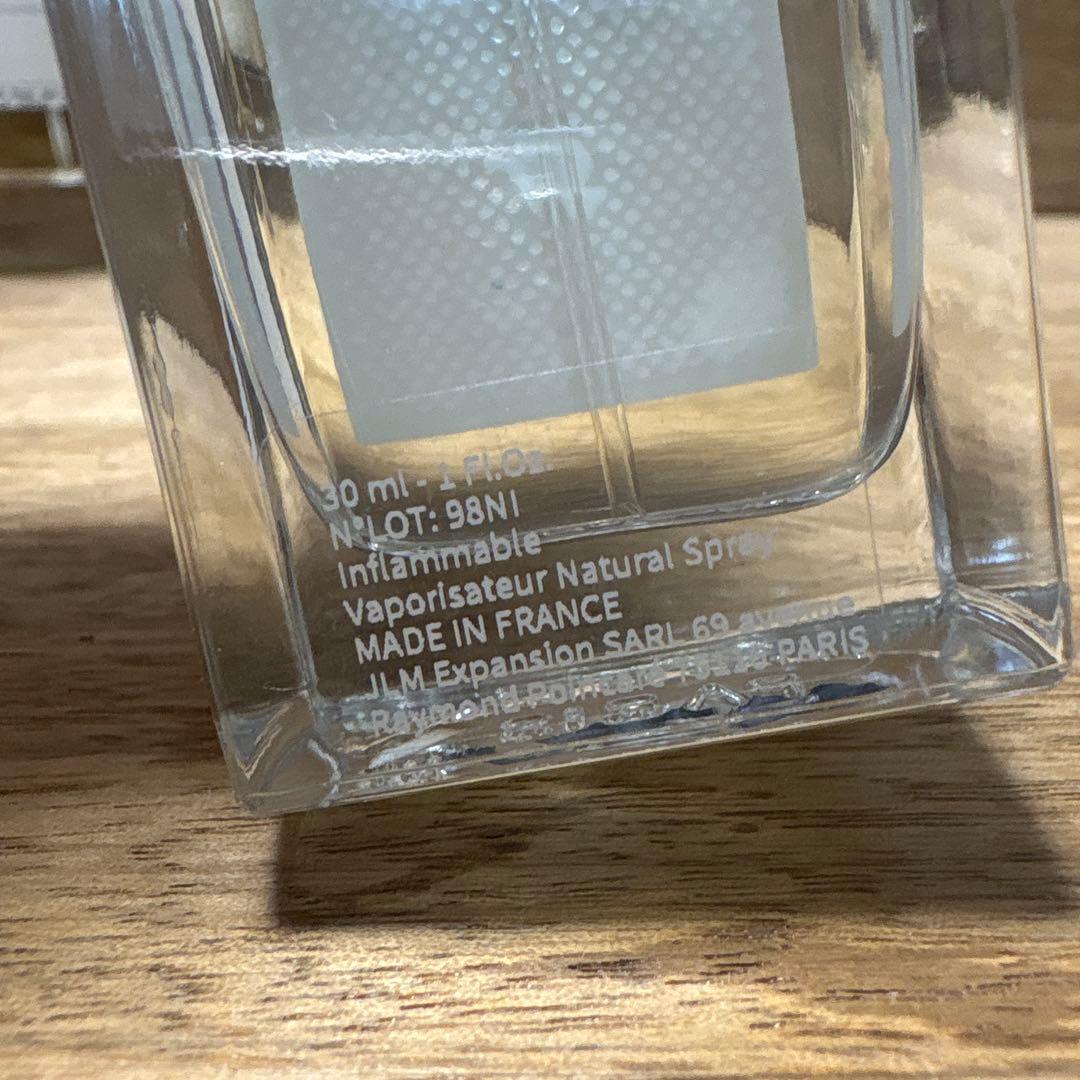 30 ml - 1 Fl.Oz.
N°LOT: 98NI
Inflammable
Vaporisateur Natural Spray
MADE IN FRANCE
JLM Expansion SARL 69 avenue
Raymond Poincaré PARIS